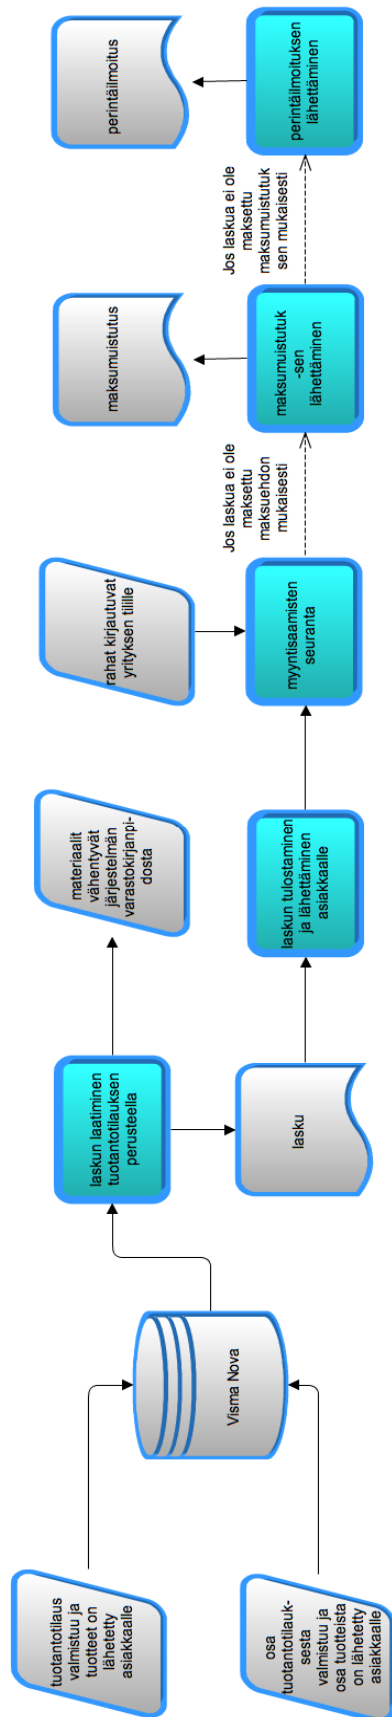 tuotantotilaus
valmistuu ja
tuotteet on
lähetetty
asiakkaalle
osa
tuotantotilauk-
sesta
valmistuu ja
osa tuotteista
on lähetetty
asiakkaalle
Visma Nova
laskun laatiminen
tuotantotilauksen
perusteella
lasku
materiaalit
vähentyvät
järjestelmän
varastokirjanpi-
dosta
laskun tulostaminen
ja lähettäminen
asiakkaalle
rahat kirjautuvat
yrityksen tilille
myyntisaamisten
seuranta
Jos laskua ei ole
maksettu
maksuehdon
mukaisesti
maksumuistutus
maksumuistutuk
-sen
lähettäminen
Jos laskua ei ole
maksettu
maksumuistutuk
sen mukaisesti
perintäilmoitus
perintäilmoituksen
lähettäminen